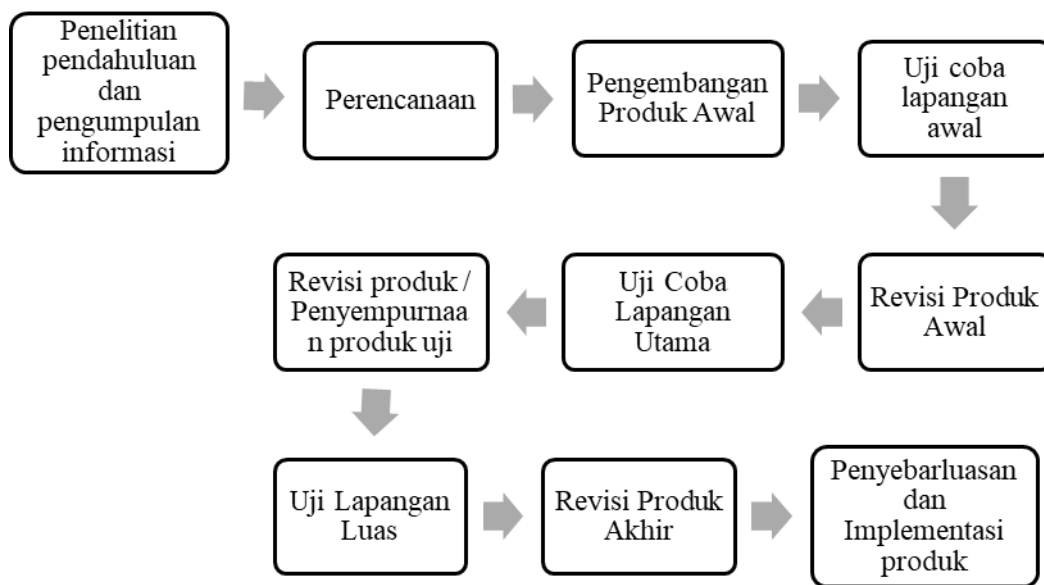 Penelitian
pendahuluan
dan
pengumpulan
informasi
Perencanaan
Pengembangan
Produk Awal
Uji coba
lapangan
awal
Revisi Produk
Awal
Uji Coba
Lapangan
Utama
Revisi produk /
Penyempurnaa
n produk uji
Uji Lapangan
Luas
Revisi Produk
Akhir
Penyebarluasan
dan
Implementasi
produk